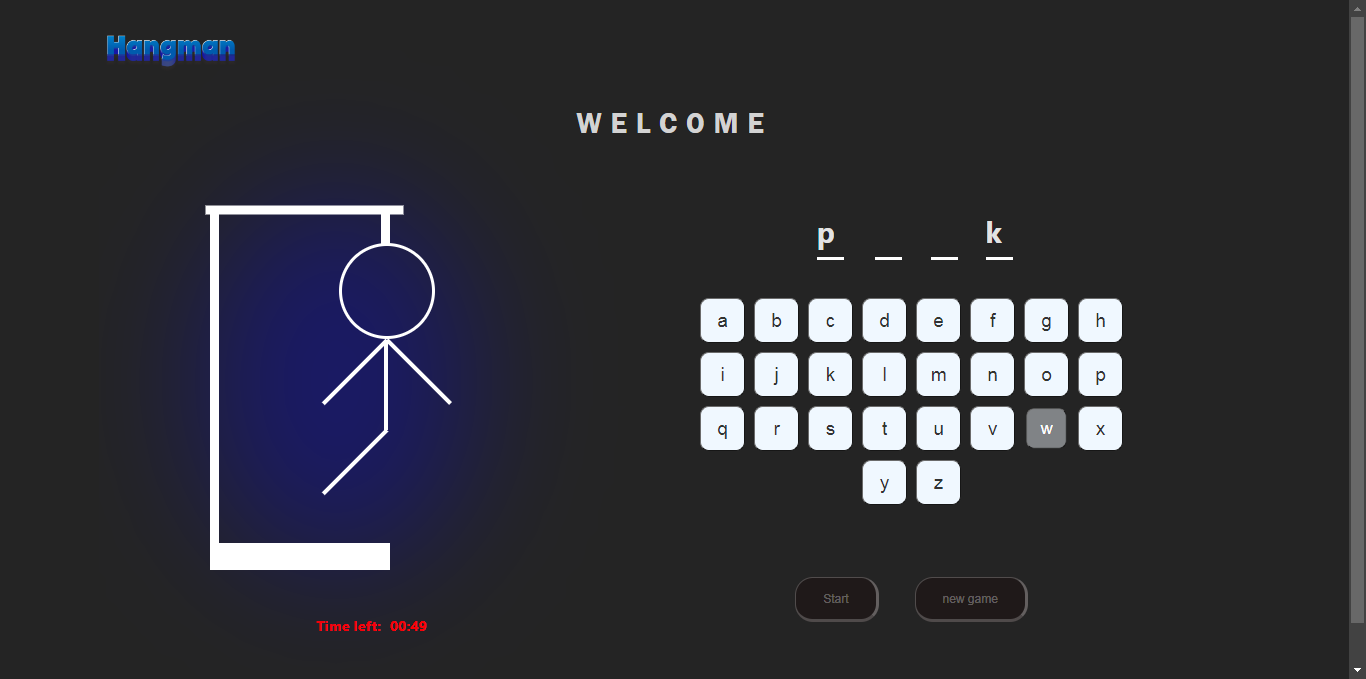 Hangman
WELCOME
p _ _ k
a b c d e f g h
i j k l m n o p
q r s t u v w x
y z
Start new game
Time left: 00:49